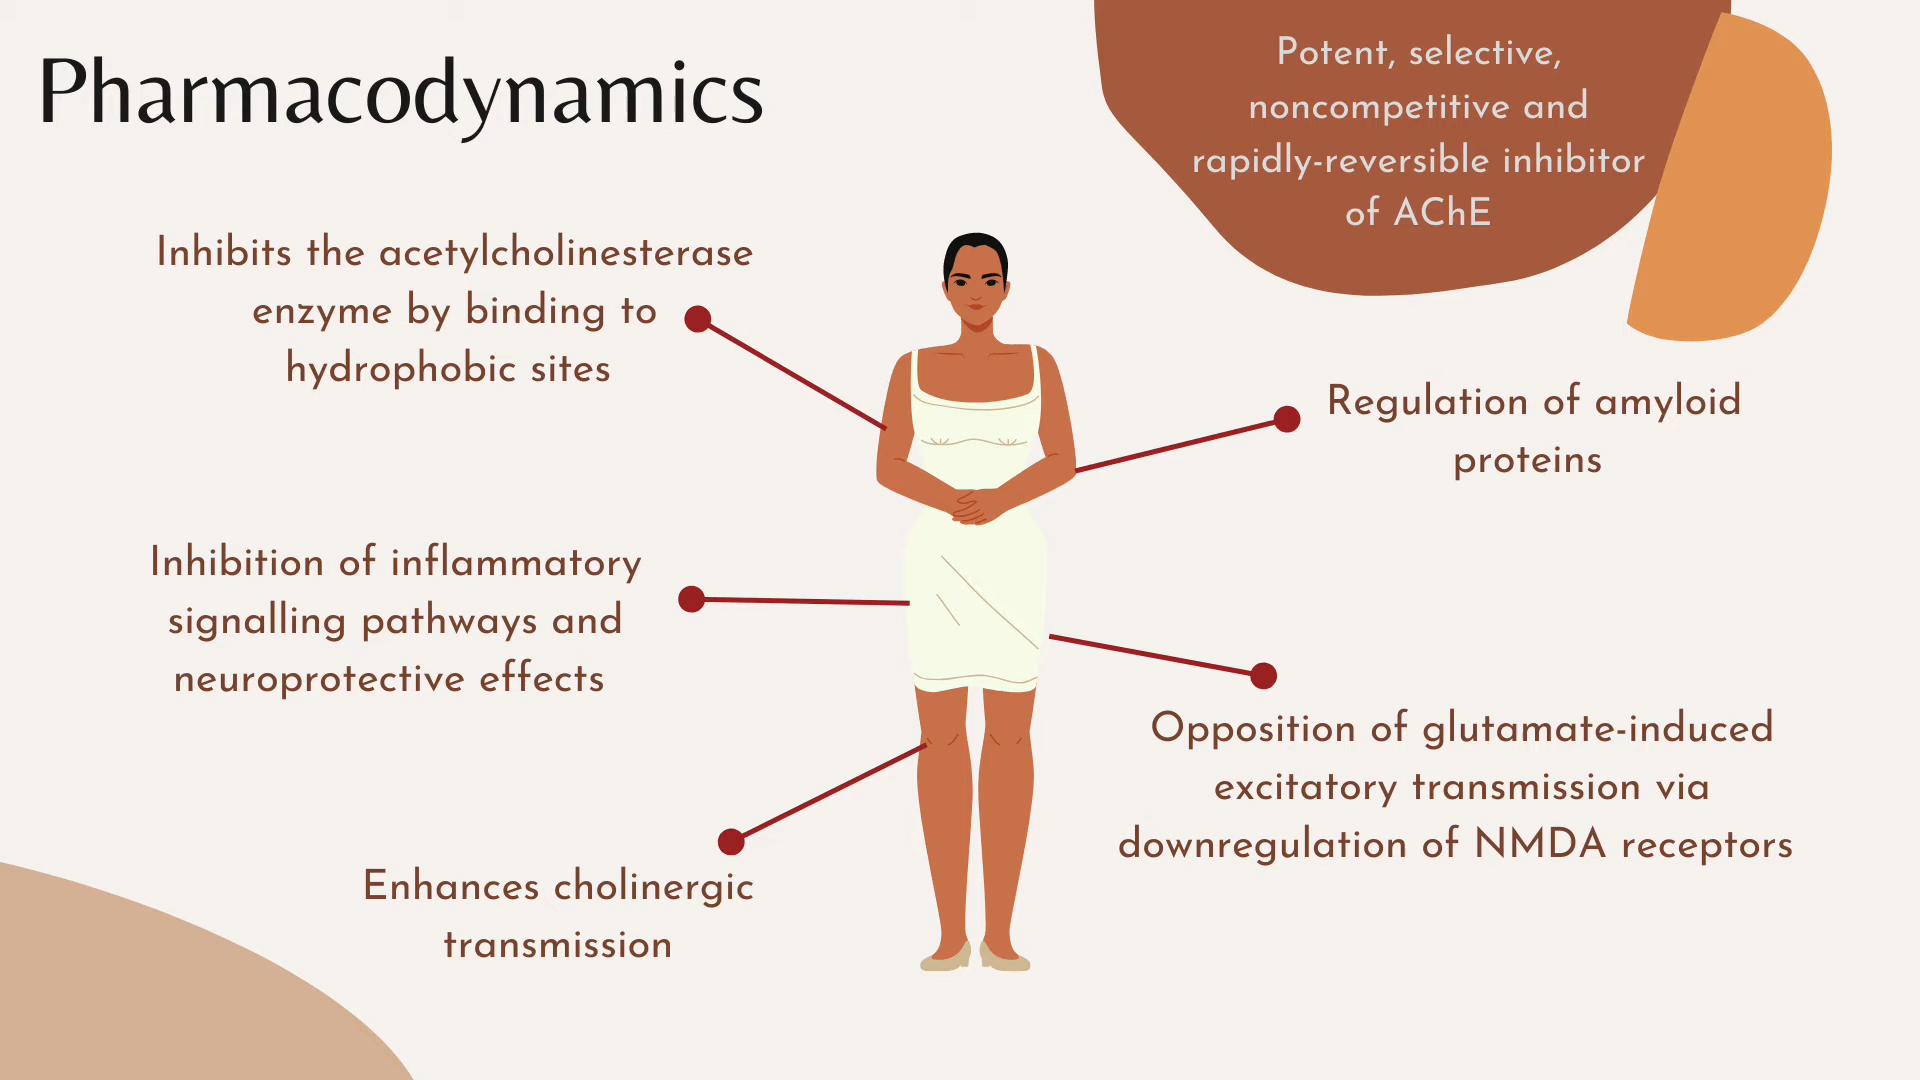 Pharmacodynamics
Potent, selective,
noncompetitive and
rapidly-reversible inhibitor
of AChE
Inhibits the acetylcholinesterase
enzyme by binding to
hydrophobic sites
Regulation of amyloid
proteins
Inhibition of inflammatory
signalling pathways and
neuroprotective effects
Opposition of glutamate-induced
excitatory transmission via
downregulation of NMDA receptors
Enhances cholinergic
transmission